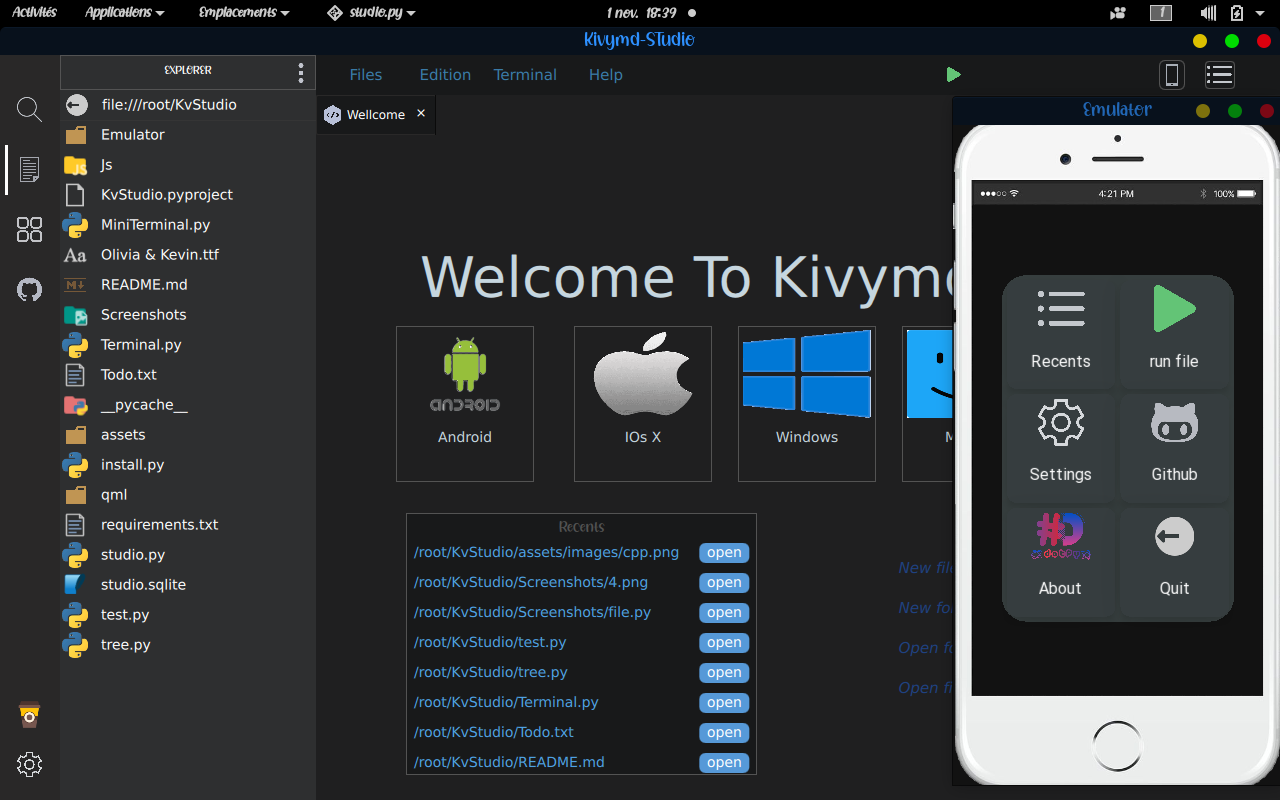 Activités Applications Emplacements studio.py 1 nov. 18:39 1
Kivymd-STudio
EXPLORER
Files Edition Terminal Help
file:///root/KvStudio
Wellcome ×
Emulator
Js
KvStudio.pyproject
MiniTerminal.py
Olivia & Kevin.ttf
README.md
Screenshots
Terminal.py
Todo.txt
__pycache__
assets
install.py
qml
requirements.txt
studio.py
studio.sqlite
test.py
tree.py
Welcome To Kivymd
ANDROID
Android
IOs X
Windows
M
Recents
/root/KvStudio/assets/images/cpp.png open
/root/KvStudio/Screenshots/4.png open
/root/KvStudio/Screenshots/file.py open
/root/KvStudio/test.py open
/root/KvStudio/tree.py open
/root/KvStudio/Terminal.py open
/root/KvStudio/Todo.txt open
/root/KvStudio/README.md open
New file
New fo
Open fo
Open fi
Emulator
4:21 PM 100%
Recents
run file
Settings
Github
#D
About
Quit